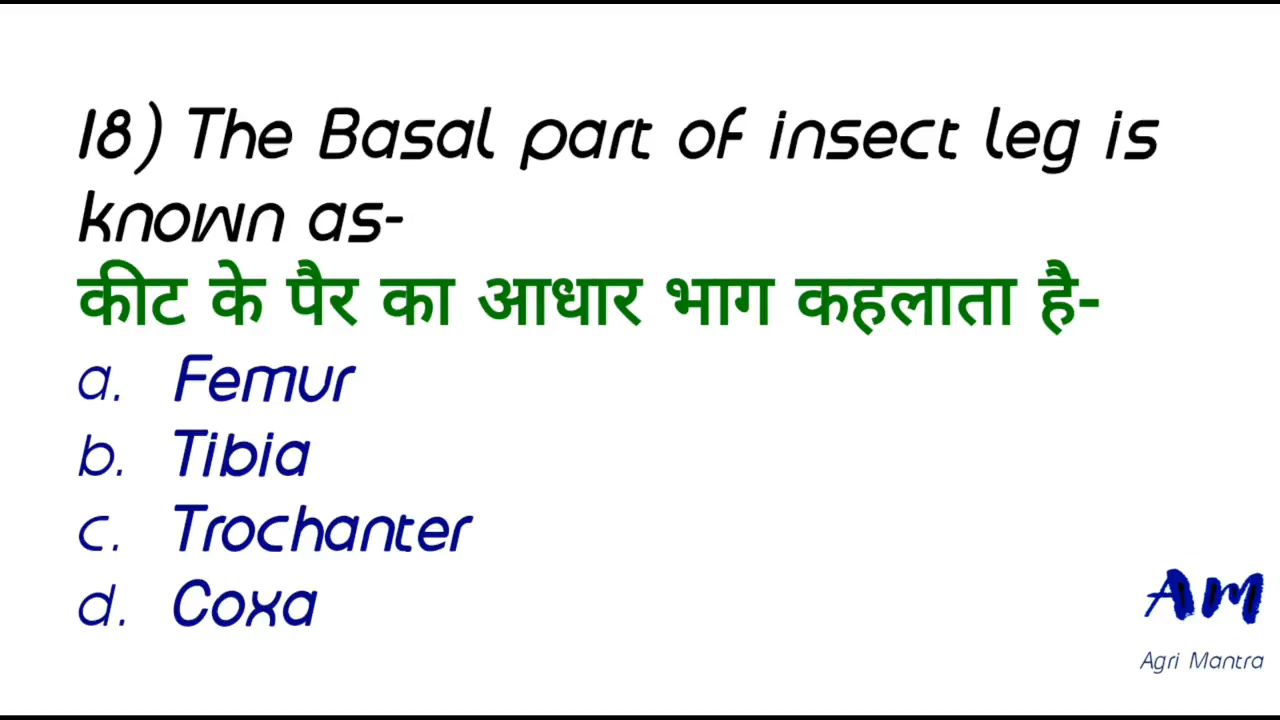 18) The Basal part of insect leg is
known as-
कीट के पैर का आधार भाग कहलाता है-
a. Femur
b. Tibia
c. Trochanter
d. Coxa
AM
Agri Mantra